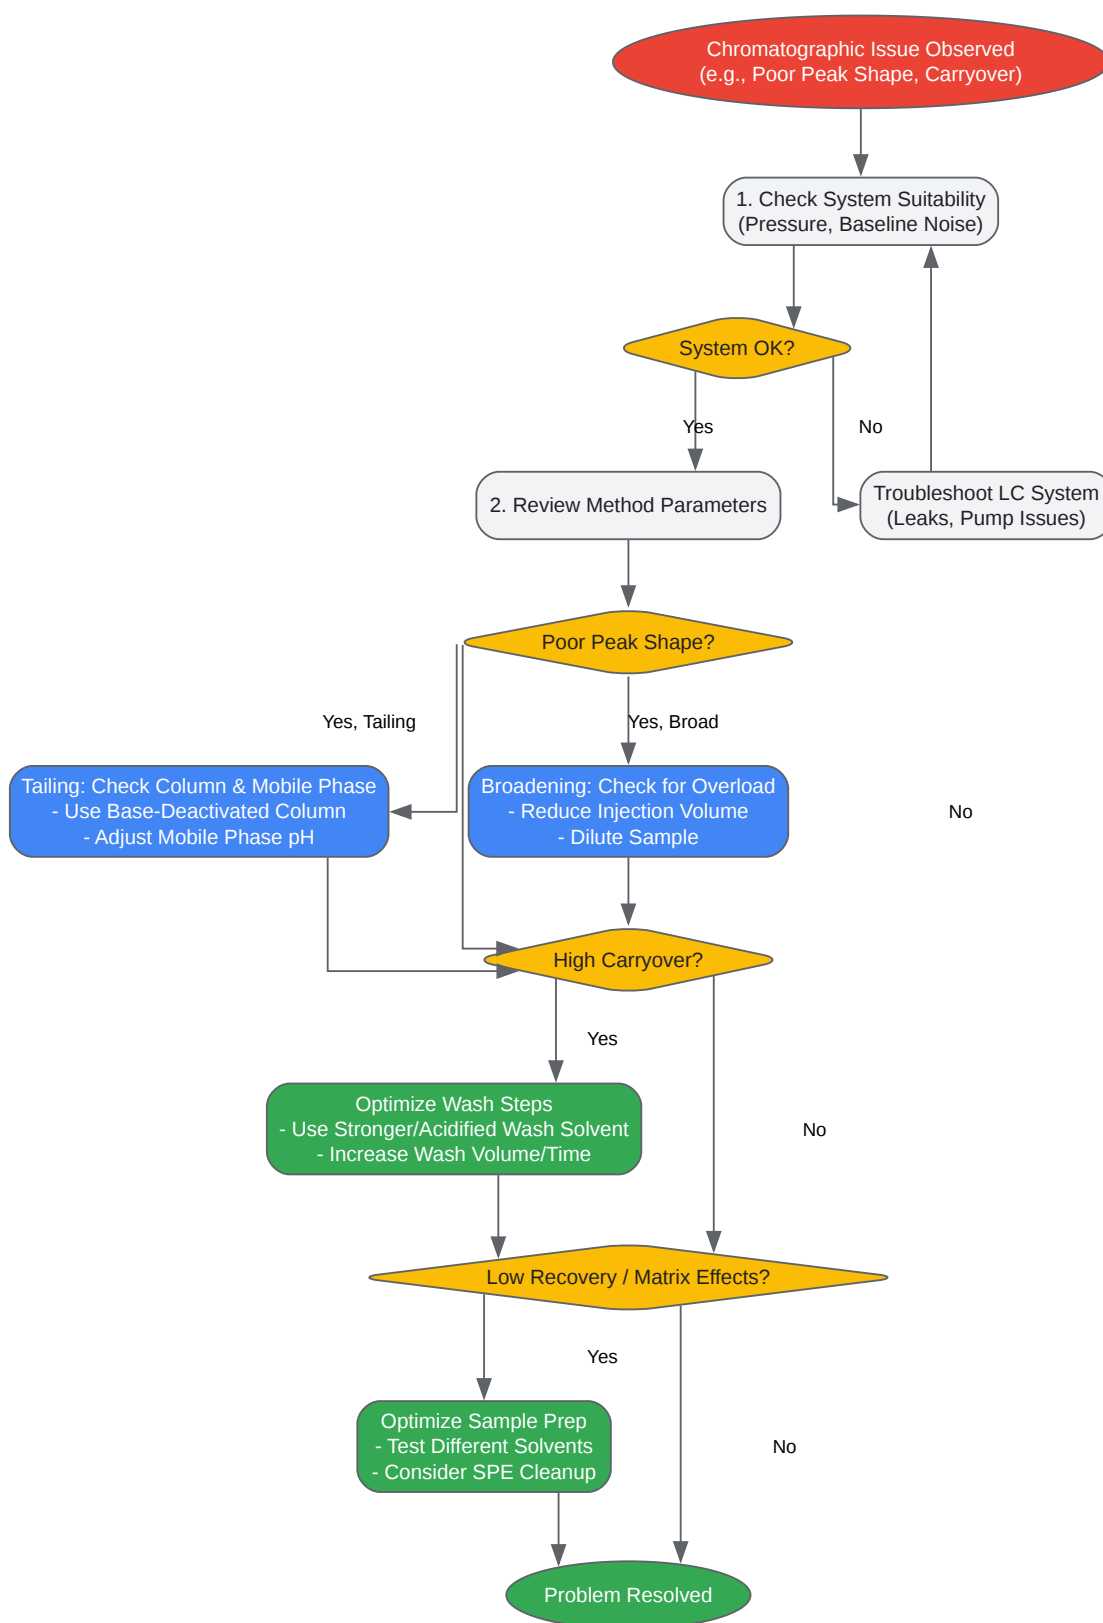 Chromatographic Issue Observed
(e.g., Poor Peak Shape, Carryover)
1. Check System Suitability
(Pressure, Baseline Noise)
System OK?
Yes
No
2. Review Method Parameters
Troubleshoot LC System
(Leaks, Pump Issues)
Poor Peak Shape?
Yes, Tailing
Yes, Broad
Tailing: Check Column & Mobile Phase
- Use Base-Deactivated Column
- Adjust Mobile Phase pH
Broadening: Check for Overload
- Reduce Injection Volume
- Dilute Sample
No
High Carryover?
Yes
Optimize Wash Steps
- Use Stronger/Acidified Wash Solvent
- Increase Wash Volume/Time
No
Low Recovery / Matrix Effects?
Yes
Optimize Sample Prep
- Test Different Solvents
- Consider SPE Cleanup
No
Problem Resolved